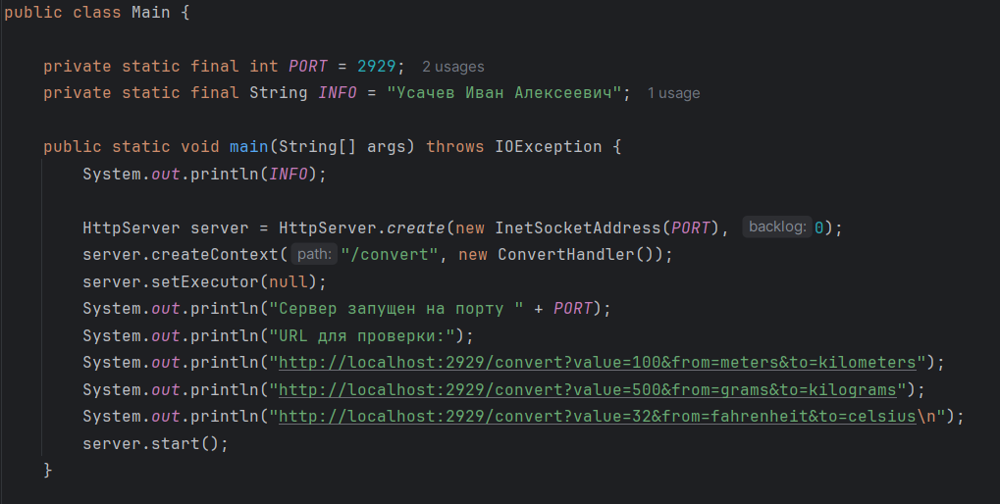 public class Main {
private static final int PORT = 2929; 2 usages
private static final String INFO = "Усачев Иван Алексеевич"; 1 usage
public static void main(String[] args) throws IOException {
System.out.println(INFO);
HttpServer server = HttpServer.create(new InetSocketAddress(PORT), backlog: 0);
server.createContext( path: "/convert", new ConvertHandler());
server.setExecutor(null);
System.out.println("Сервер запущен на порту " + PORT);
System.out.println("URL для проверки:");
System.out.println("http://localhost:2929/convert?value=100&from=meters&to=kilometers");
System.out.println("http://localhost:2929/convert?value=500&from=grams&to=kilograms");
System.out.println("http://localhost:2929/convert?value=32&from=fahrenheit&to=celsius\n");
server.start();
}